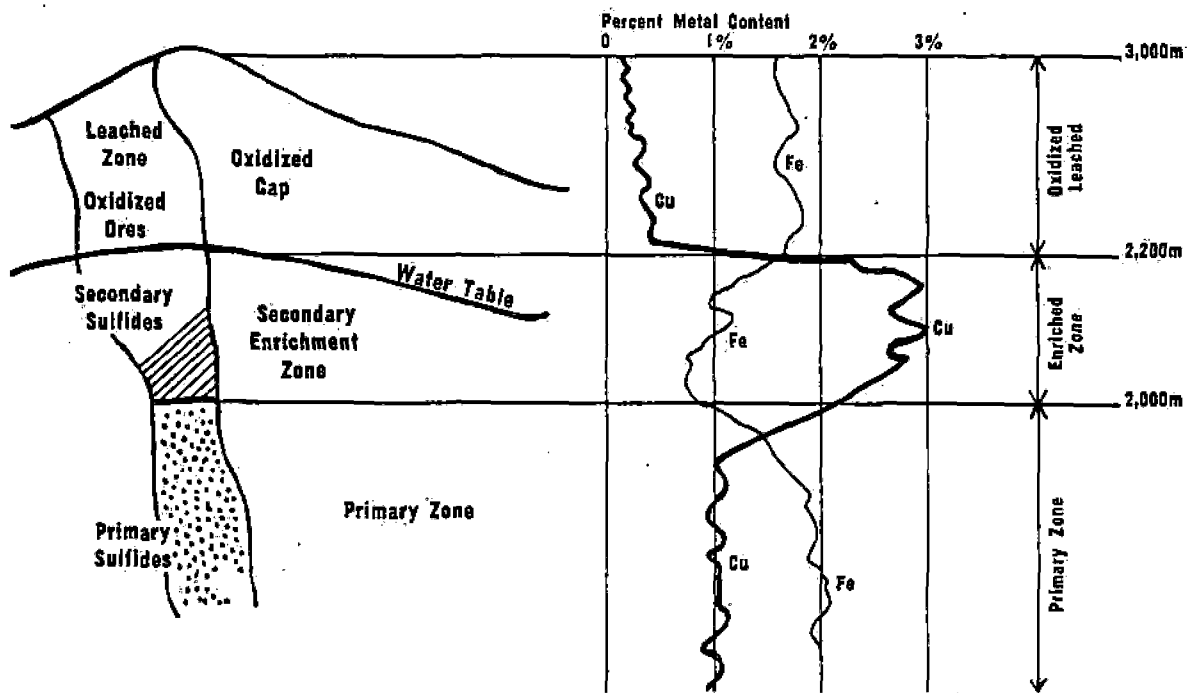 Percent Metal Content
0 1% 2% 3%
3,000m
Leached
Zone
Oxidized
Ores
Oxidized
Cap
Fe
Cu
Oxidized
Leached
2,200m
Water Table
Secondary
Sulfides
Secondary
Enrichment
Zone
Fe
Cu
Enriched
Zone
2,000m
Primary
Sulfides
Primary Zone
Cu
Fe
Primary Zone